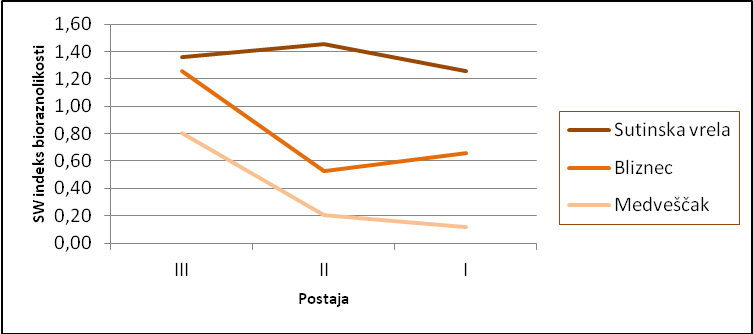 SW indeks bioraznolikosti
1,60
1,40
1,20
1,00
0,80
0,60
0,40
0,20
0,00
III II I
Postaja
Sutinska vrela
Bliznec
Medveščak